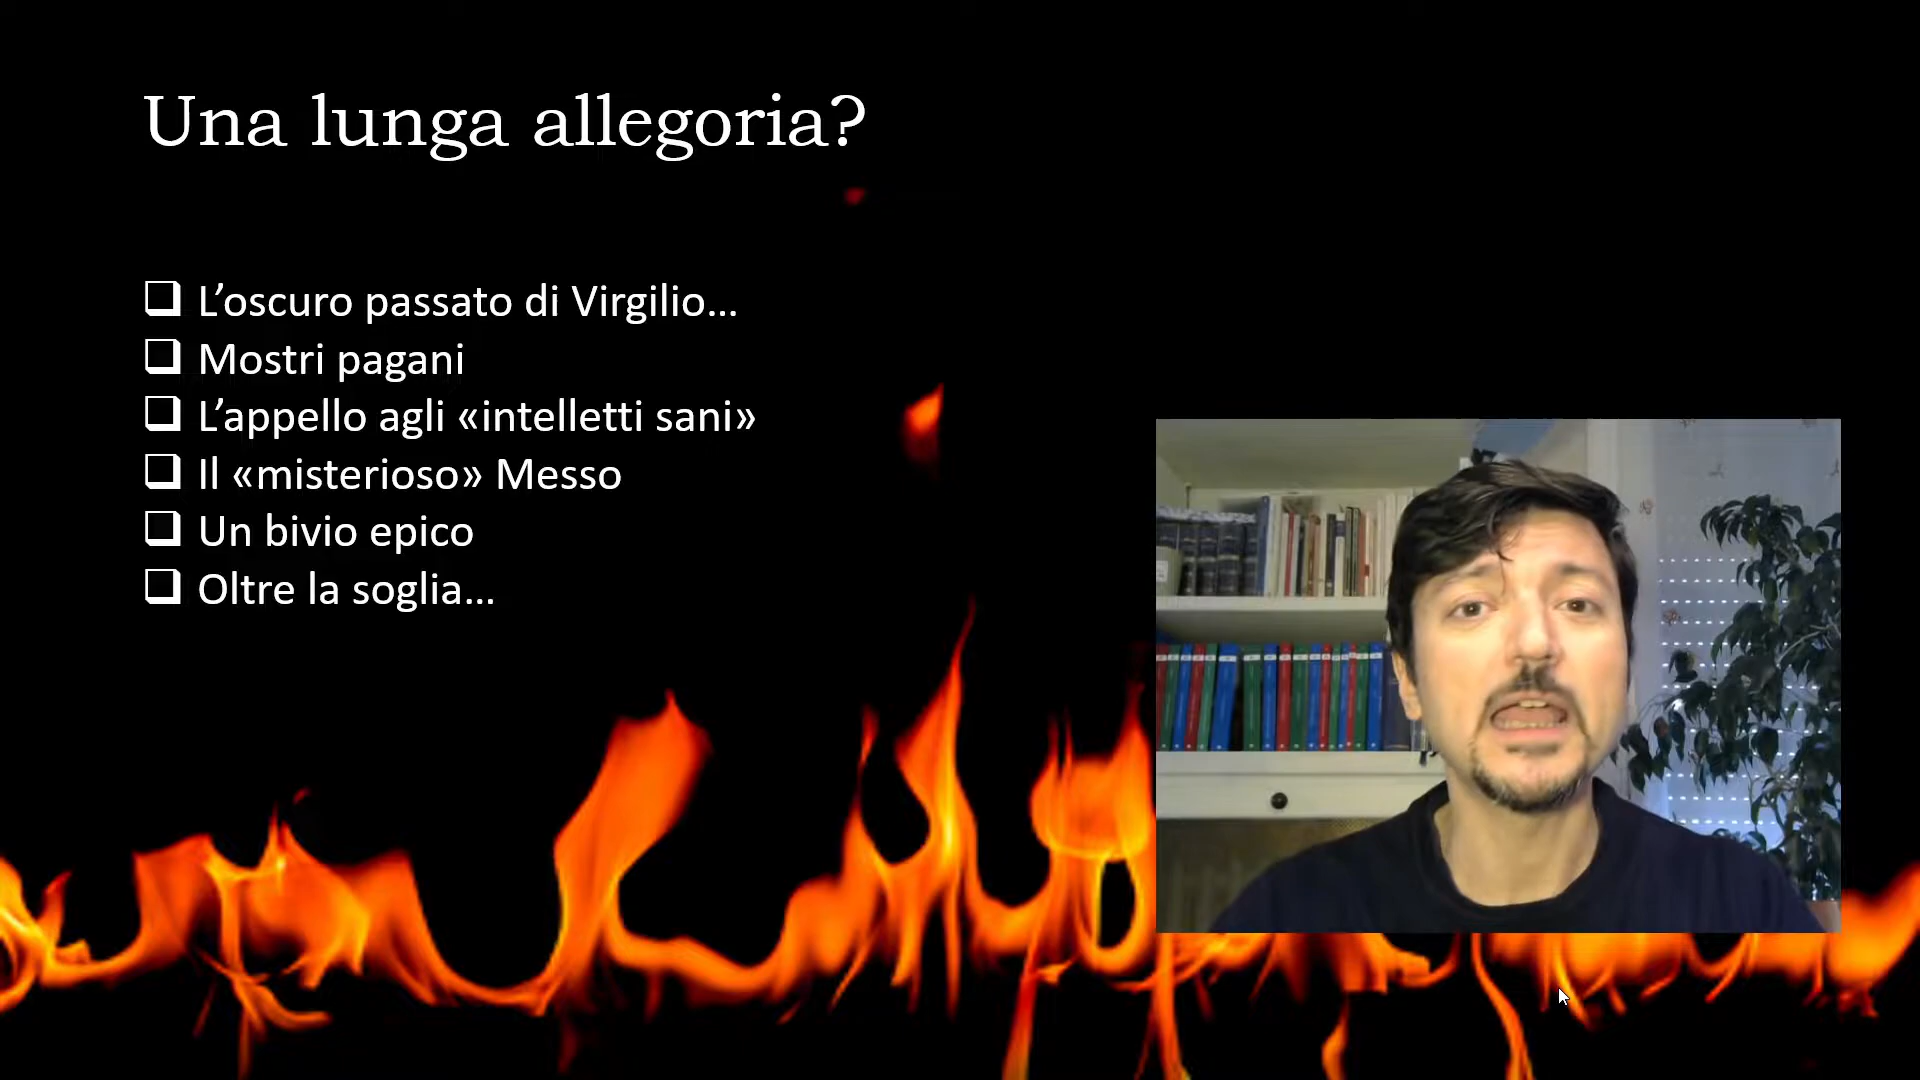 Una lunga allegoria?
L’oscuro passato di Virgilio...
Mostri pagani
L’appello agli «intelletti sani»
Il «misterioso» Messo
Un bivio epico
Oltre la soglia...